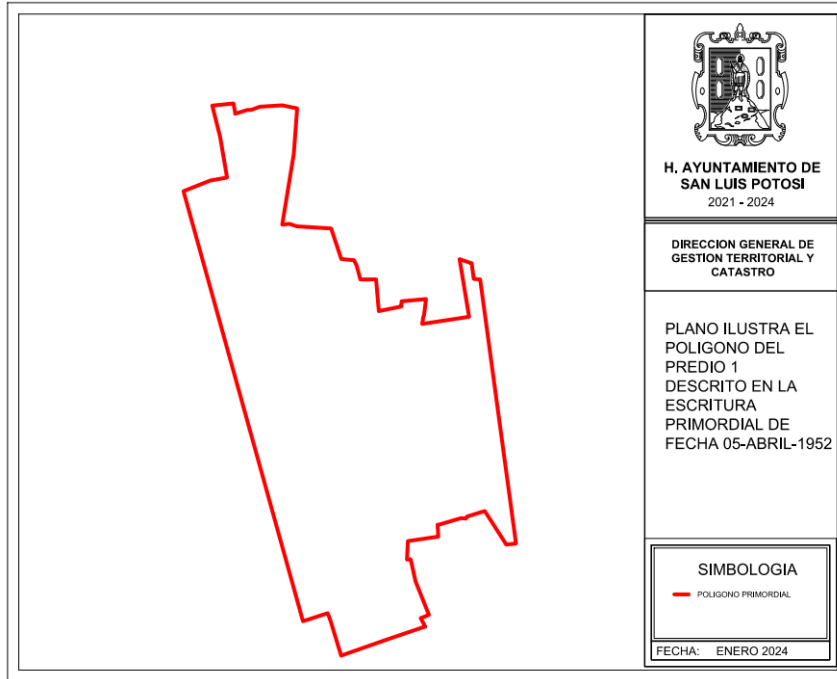 H. AYUNTAMIENTO DE
SAN LUIS POTOSI
2021 - 2024
DIRECCION GENERAL DE
GESTION TERRITORIAL Y
CATASTRO
PLANO ILUSTRA EL
POLIGONO DEL
PREDIO 1
DESCRITO EN LA
ESCRITURA
PRIMORDIAL DE
FECHA 05-ABRIL-1952
SIMBOLOGIA
POLIGONO PRIMORDIAL
FECHA: ENERO 2024